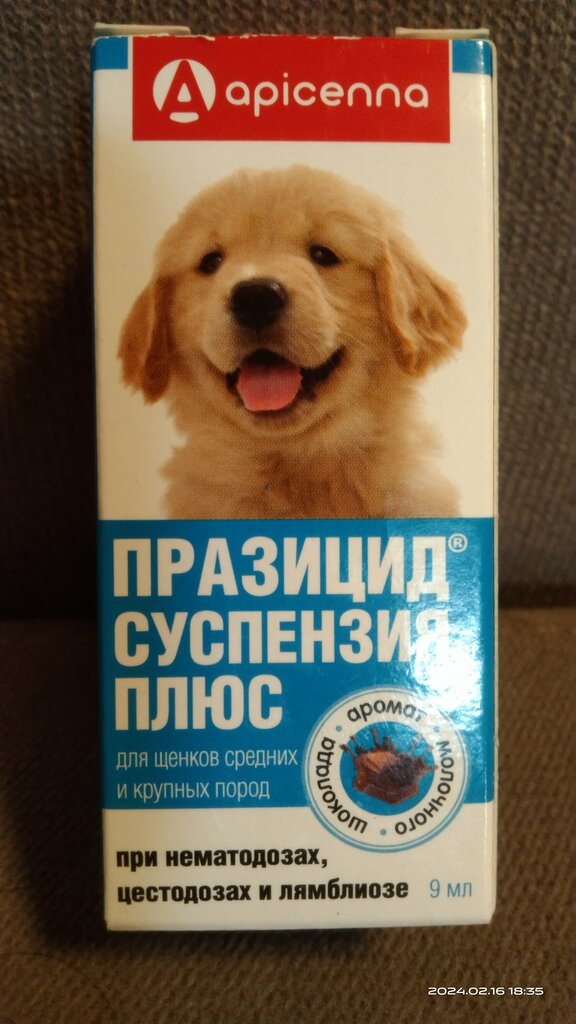 apicenna
ПРАЗИЦИД®
СУСПЕНЗИЯ
ПЛЮС
для щенков средних
и крупных пород
аромат • молочного • шоколада •
при нематодозах,
цестодозах и лямблиозе
9 мл
2024.02.16 18:35